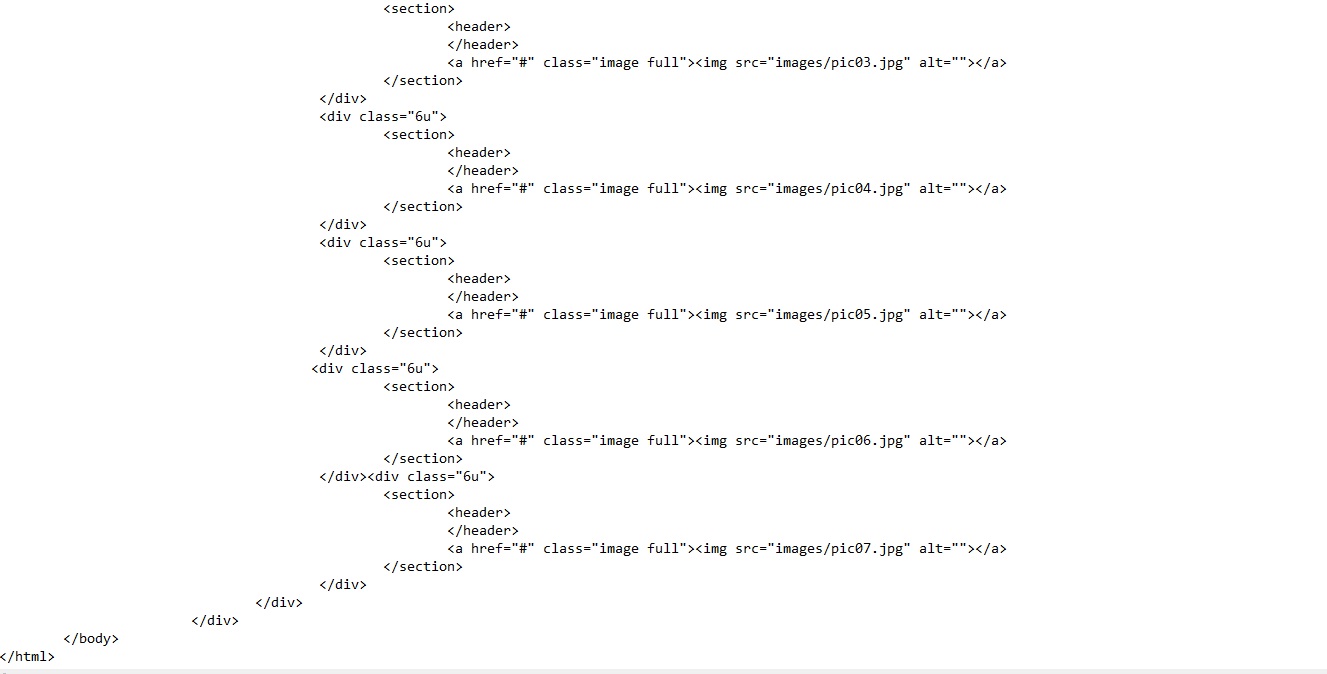 <section>
<header>
</header>
<a href="#" class="image full"><img src="images/pic03.jpg" alt=""></a>
</section>
</div>
<div class="6u">
<section>
<header>
</header>
<a href="#" class="image full"><img src="images/pic04.jpg" alt=""></a>
</section>
</div>
<div class="6u">
<section>
<header>
</header>
<a href="#" class="image full"><img src="images/pic05.jpg" alt=""></a>
</section>
</div>
<div class="6u">
<section>
<header>
</header>
<a href="#" class="image full"><img src="images/pic06.jpg" alt=""></a>
</section>
</div><div class="6u">
<section>
<header>
</header>
<a href="#" class="image full"><img src="images/pic07.jpg" alt=""></a>
</section>
</div>
</div>
</div>
</body>
</html>